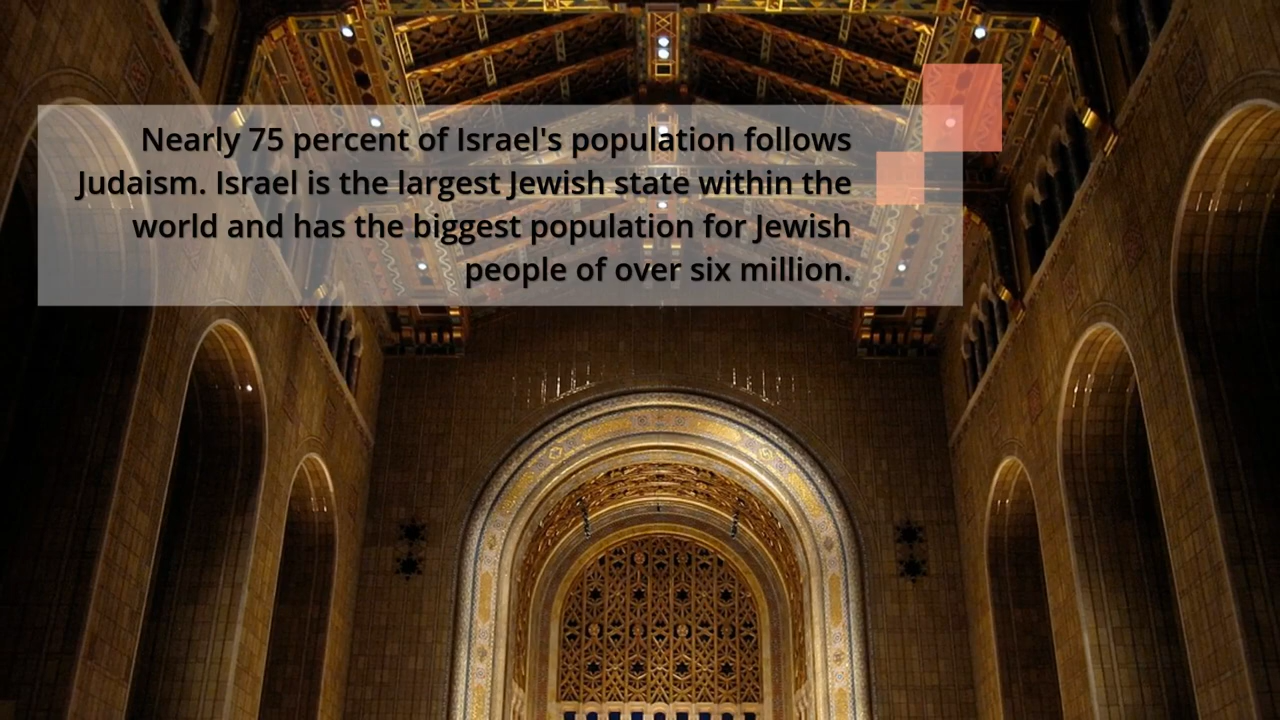 Nearly 75 percent of Israel's population follows
Judaism. Israel is the largest Jewish state within the
world and has the biggest population for Jewish
people of over six million.